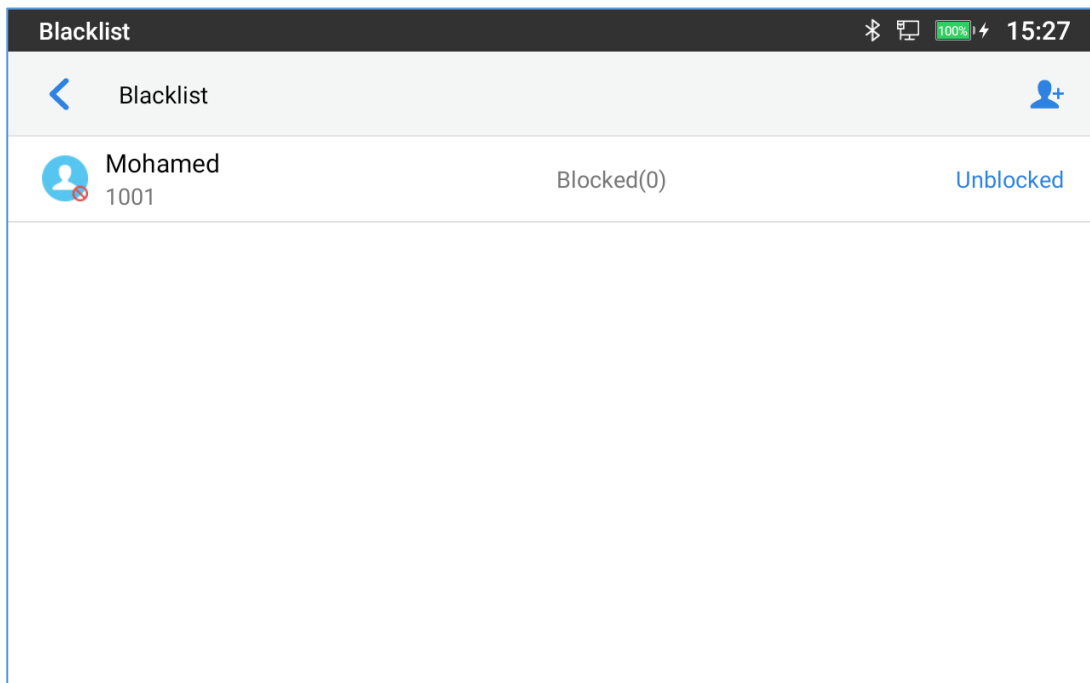 Blacklist 100% 15:27
Blacklist
Mohamed
1001
Blocked(0)
Unblocked